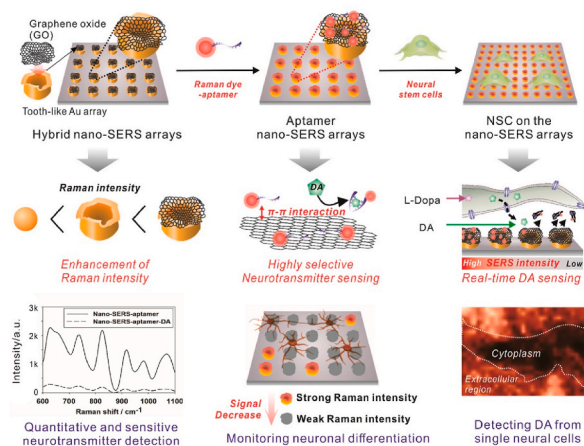 Graphene oxide
(GO)
Tooth-like Au array
Raman dye
-aptamer
Neural
stem cells
Hybrid nano-SERS arrays
Aptamer
nano-SERS arrays
NSC on the
nano-SERS arrays
Raman intensity
Enhancement of
Raman intensity
DA
π-π interaction
Highly selective
Neurotransmitter sensing
L-Dopa
DA
High SERS intensity Low
Real-time DA sensing
Intensity/a.u.
3k
2k
1k
0
Nano-SERS-aptamer
Nano-SERS-aptamer-DA
600 700 800 900 1000 1100
Raman shift / cm⁻¹
Quantitative and sensitive
neurotransmitter detection
Signal
Decrease
Strong Raman intensity
Weak Raman intensity
Monitoring neuronal differentiation
Cytoplasm
Extracellular
region
Detecting DA from
single neural cells